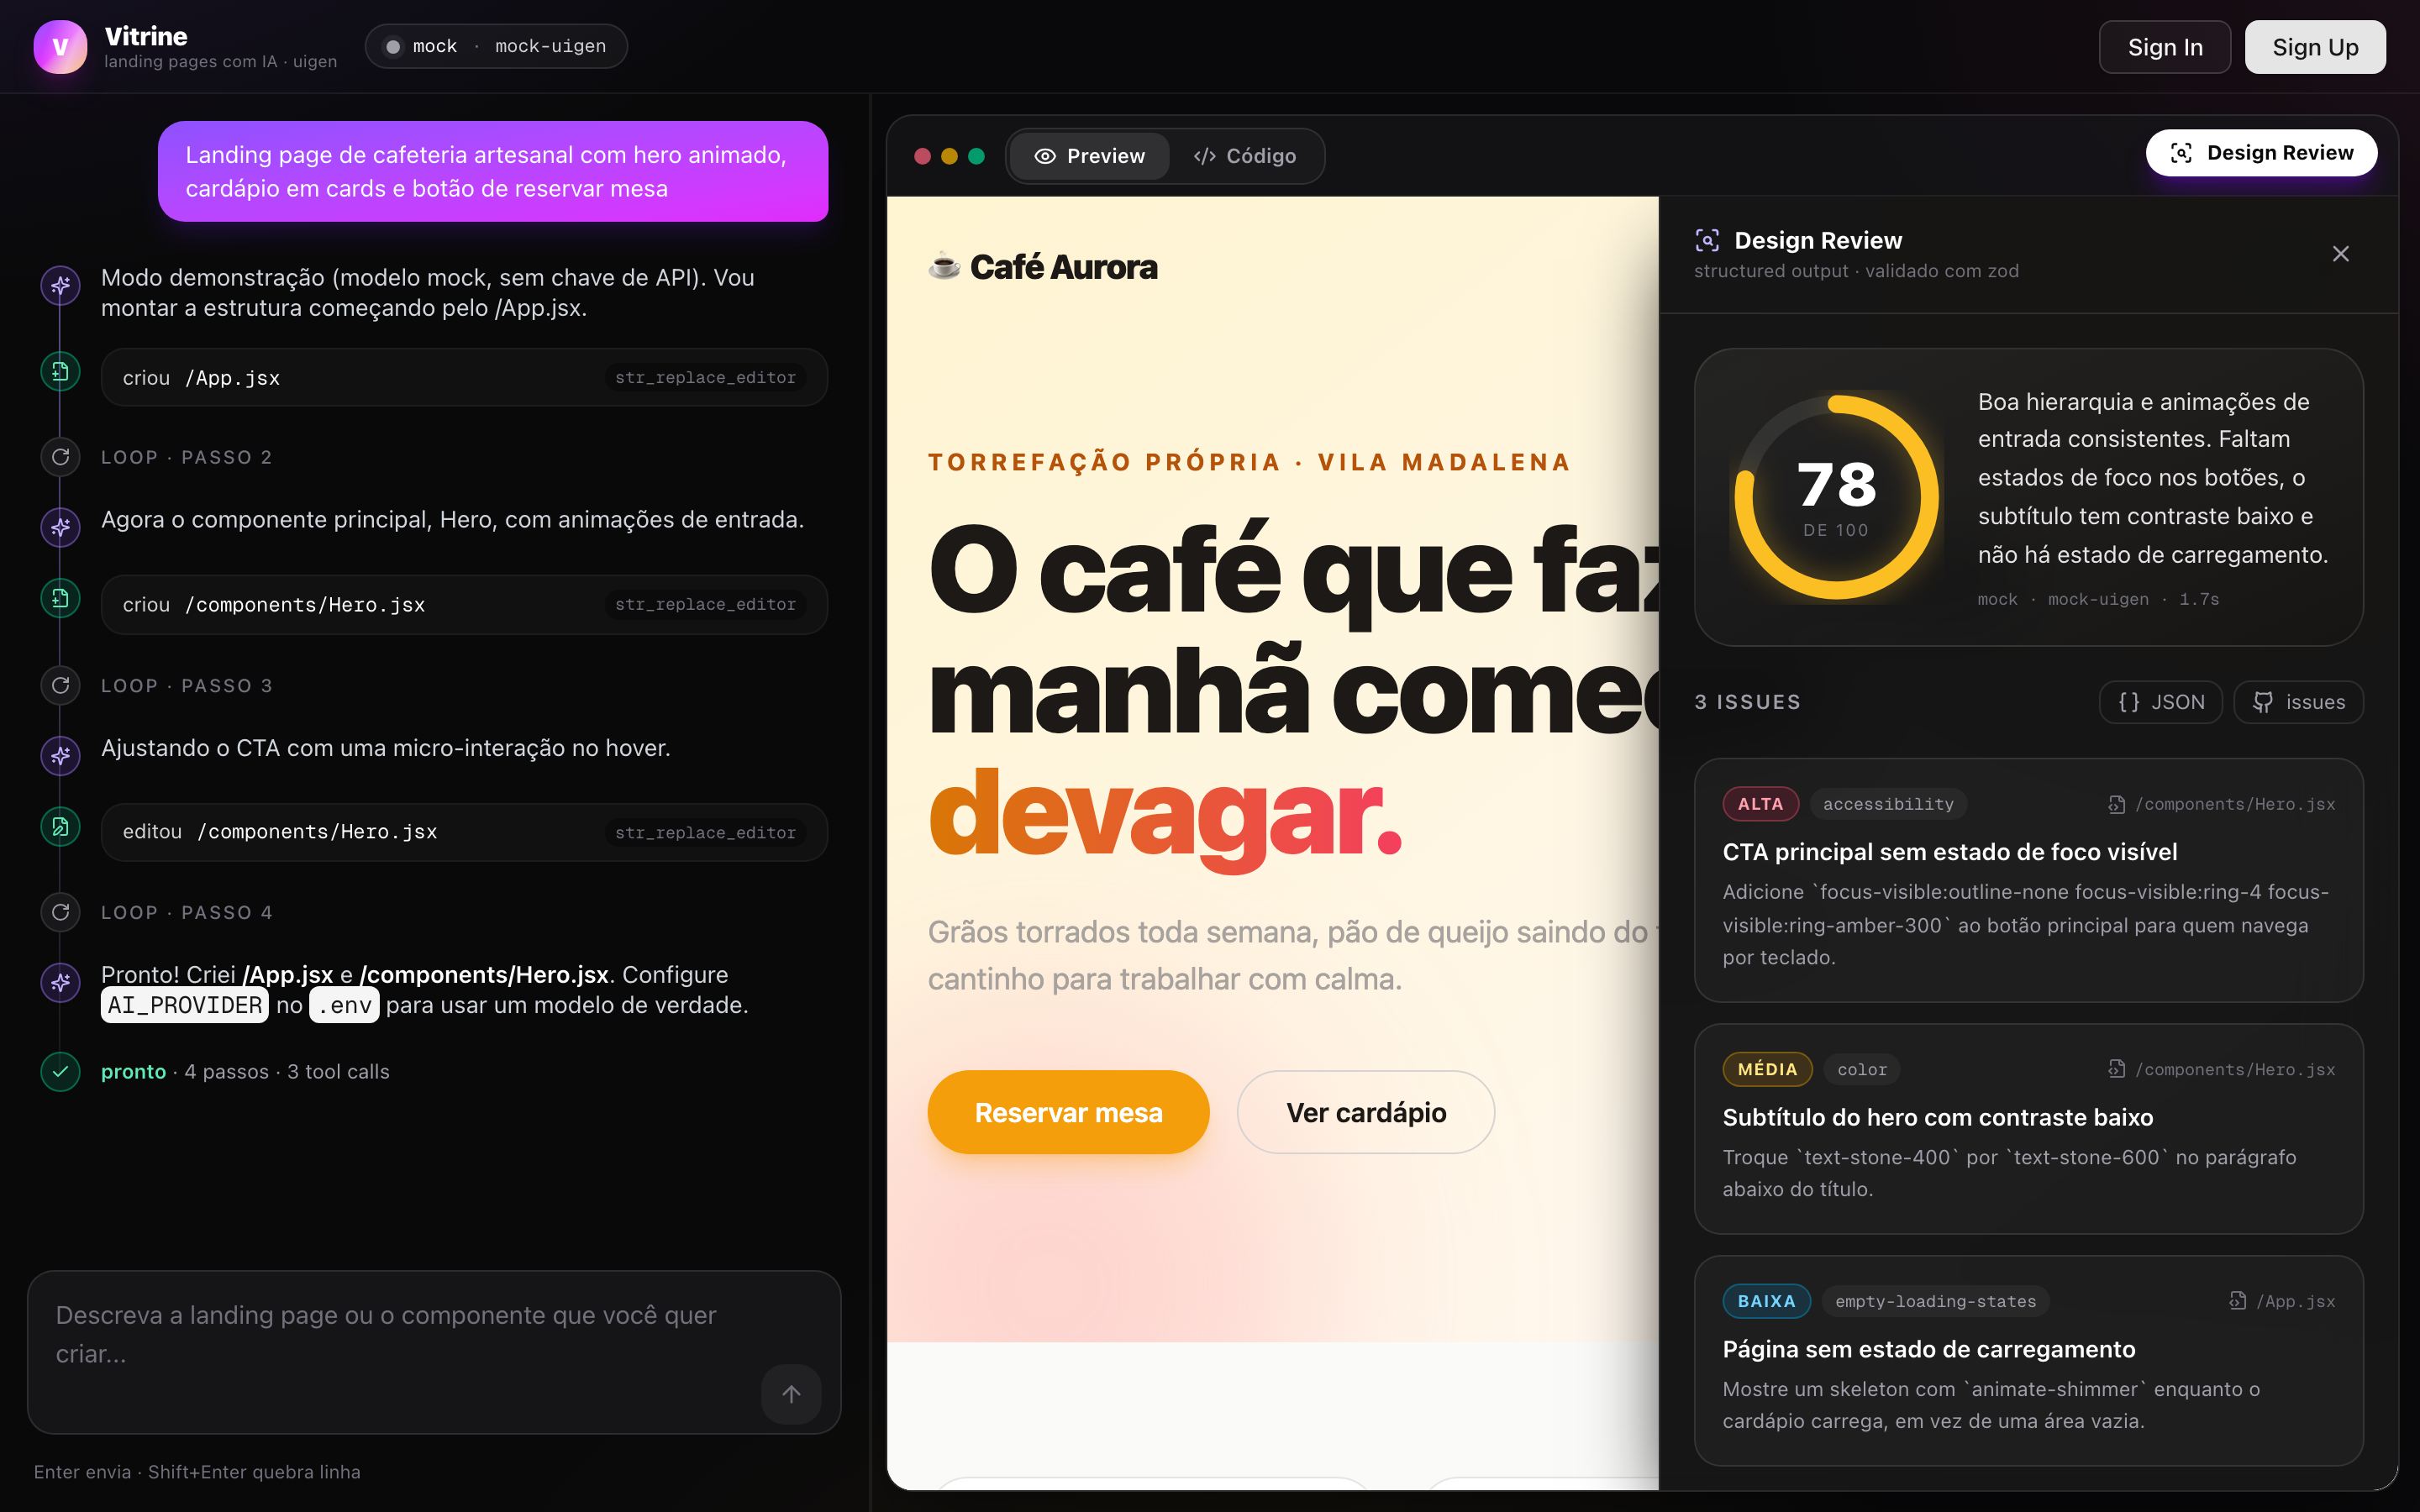 V
Vitrine
landing pages com IA · uigen
mock · mock-uigen
Sign In
Sign Up
Landing page de cafeteria artesanal com hero animado,
cardápio em cards e botão de reservar mesa
Modo demonstração (modelo mock, sem chave de API). Vou
montar a estrutura começando pelo /App.jsx.
criou /App.jsx
str_replace_editor
LOOP · PASSO 2
Agora o componente principal, Hero, com animações de entrada.
criou /components/Hero.jsx
str_replace_editor
LOOP · PASSO 3
Ajustando o CTA com uma micro-interação no hover.
editou /components/Hero.jsx
str_replace_editor
LOOP · PASSO 4
Pronto! Criei /App.jsx e /components/Hero.jsx. Configure
AI_PROVIDER no .env para usar um modelo de verdade.
pronto · 4 passos · 3 tool calls
Descreva a landing page ou o componente que você quer
criar...
Enter envia · Shift+Enter quebra linha
Preview
Código
Design Review
Café Aurora
TORREFAÇÃO PRÓPRIA · VILA MADALENA
O café que faz
manhã come
devagar.
Grãos torrados toda semana, pão de queijo saindo do
cantinho para trabalhar com calma.
Reservar mesa
Ver cardápio
Design Review
structured output · validado com zod
78
DE 100
Boa hierarquia e animações de
entrada consistentes. Faltam
estados de foco nos botões, o
subtítulo tem contraste baixo e
não há estado de carregamento.
mock · mock-uigen · 1.7s
3 ISSUES
{} JSON
issues
ALTA
accessibility
/components/Hero.jsx
CTA principal sem estado de foco visível
Adicione `focus-visible:outline-none focus-visible:ring-4 focus-
visible:ring-amber-300` ao botão principal para quem navega
por teclado.
MÉDIA
color
/components/Hero.jsx
Subtítulo do hero com contraste baixo
Troque `text-stone-400` por `text-stone-600` no parágrafo
abaixo do título.
BAIXA
empty-loading-states
/App.jsx
Página sem estado de carregamento
Mostre um skeleton com `animate-shimmer` enquanto o
cardápio carrega, em vez de uma área vazia.